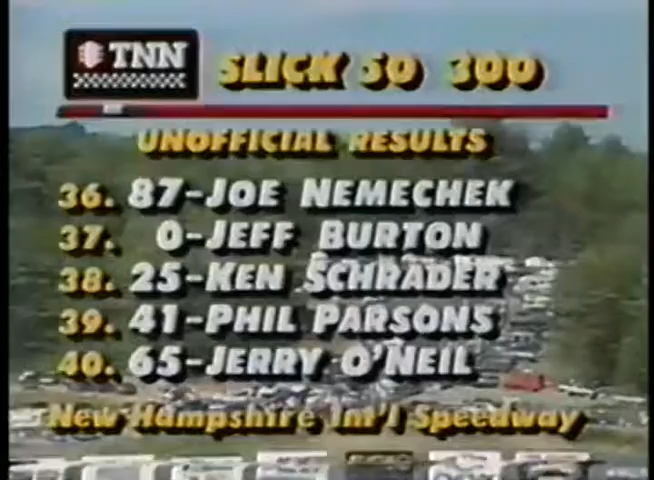 TNN
SLICK 50 300
UNOFFICIAL RESULTS
36. 87-JOE NEMECHEK
37. 0-JEFF BURTON
38. 25-KEN SCHRADER
39. 41-PHIL PARSONS
40. 65-JERRY O'NEIL
New Hampshire Int'l Speedway